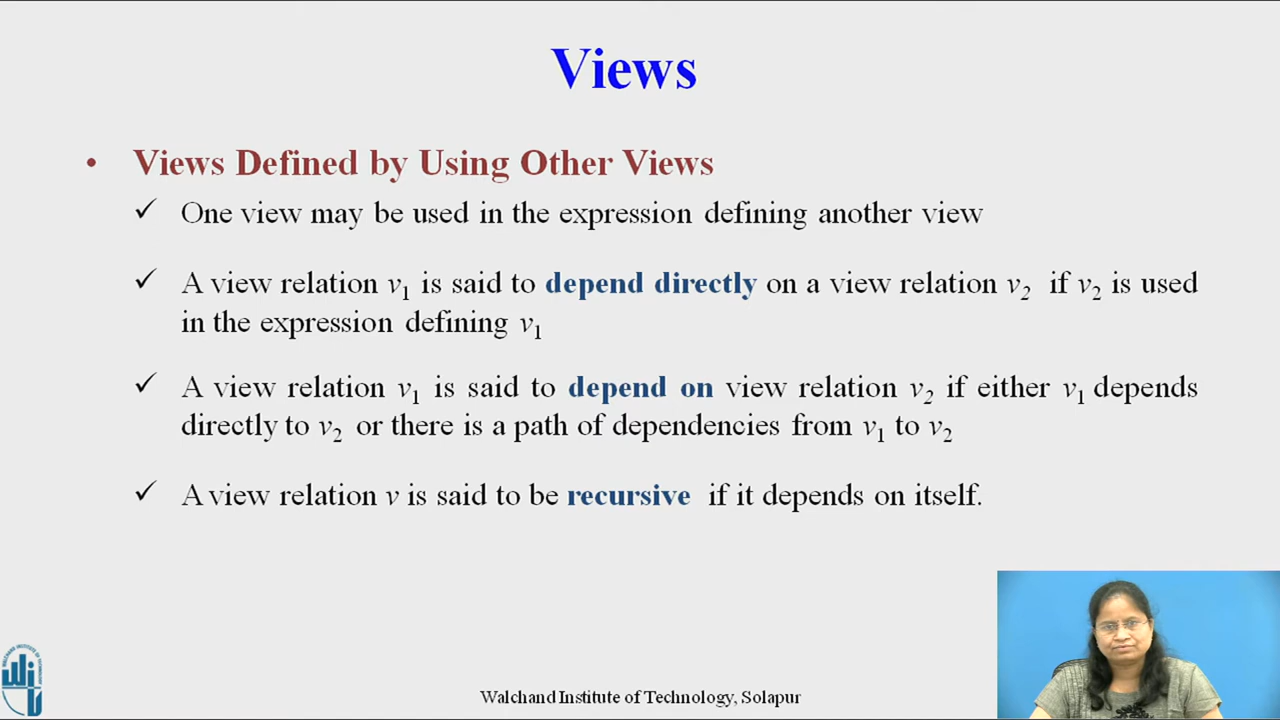 Views
• Views Defined by Using Other Views
✓ One view may be used in the expression defining another view
✓ A view relation v1 is said to depend directly on a view relation v2 if v2 is used
in the expression defining v1
✓ A view relation v1 is said to depend on view relation v2 if either v1 depends
directly to v2 or there is a path of dependencies from v1 to v2
✓ A view relation v is said to be recursive if it depends on itself.
Walchand Institute of Technology, Solapur